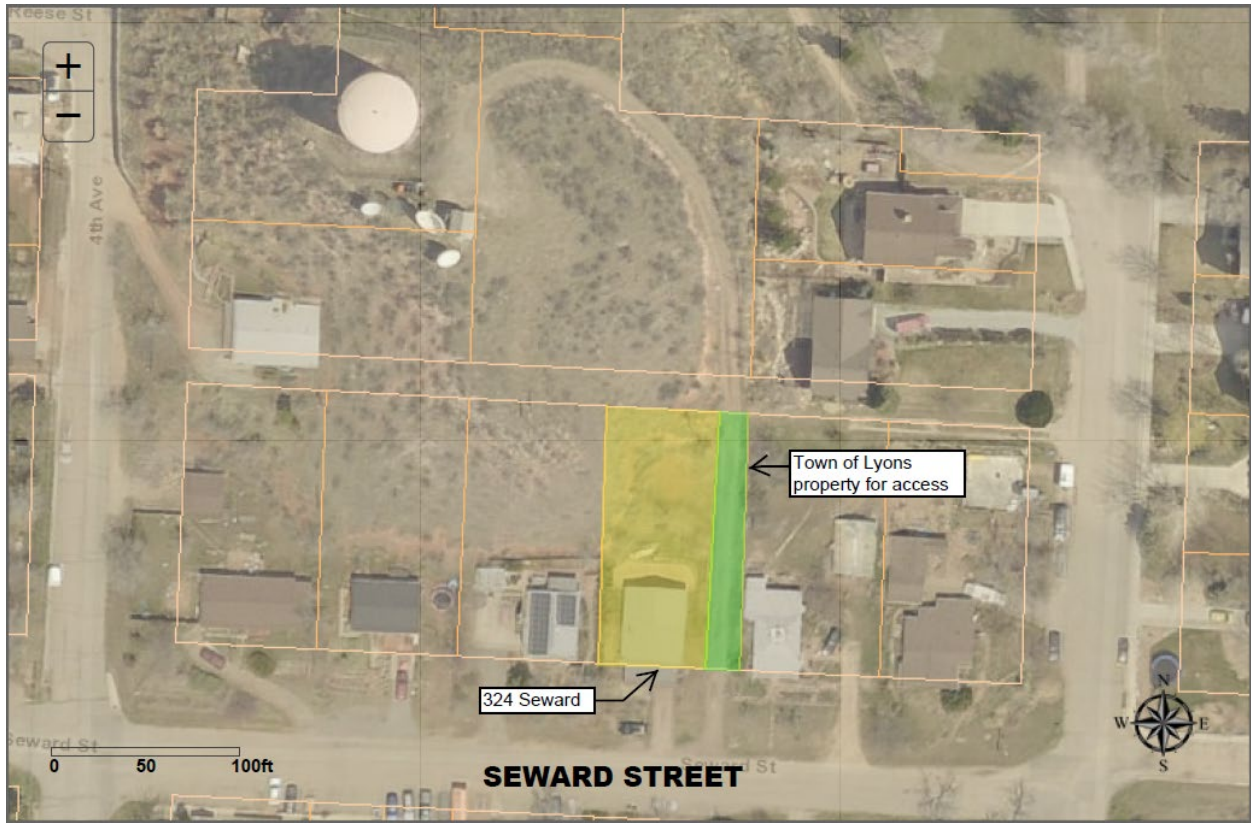 Reese St
+
−
4th Ave
Town of Lyons
property for access
324 Seward
N
W
E
S
Seward St
0 50 100ft
Seward St
SEWARD STREET